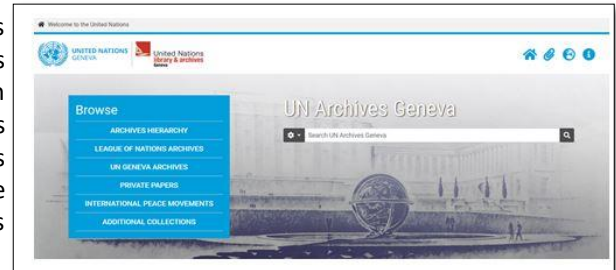 Welcome to the United Nations
UNITED NATIONS
GENEVA
United Nations
library & archives
Geneva
Browse
ARCHIVES HIERARCHY
LEAGUE OF NATIONS ARCHIVES
UN GENEVA ARCHIVES
PRIVATE PAPERS
INTERNATIONAL PEACE MOVEMENTS
ADDITIONAL COLLECTIONS
UN Archives Geneva
Search UN Archives Geneva